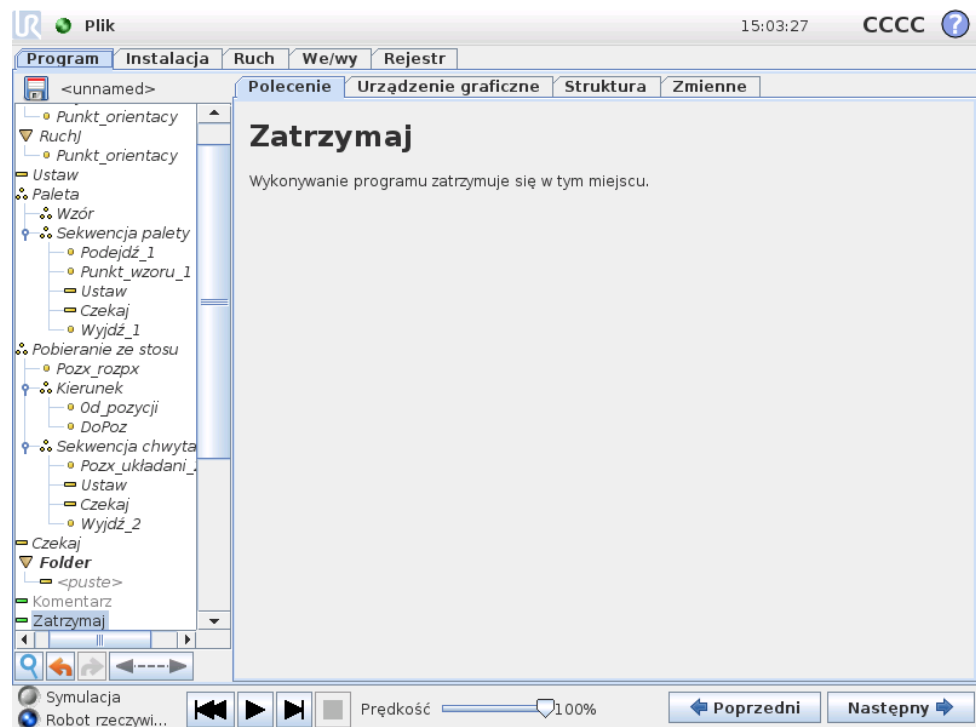 Plik 15:03:27 CCCC ?
Program Instalacja Ruch We/wy Rejestr
<unnamed>
Polecenie Urządzenie graficzne Struktura Zmienne
Punkt_orientacy
RuchJ
Punkt_orientacy
Ustaw
Paleta
Wzór
Sekwencja palety
Podejdź_1
Punkt_wzoru_1
Ustaw
Czekaj
Wyjdź_1
Pobieranie ze stosu
Pozx_rozpx
Kierunek
Od_pozycji
DoPoz
Sekwencja chwyta
Pozx_układani_2
Ustaw
Czekaj
Wyjdź_2
Czekaj
Folder
<puste>
Komentarz
Zatrzymaj
Zatrzymaj
Wykonywanie programu zatrzymuje się w tym miejscu.
Symulacja
Robot rzeczywi...
Prędkość 100%
Poprzedni Następny